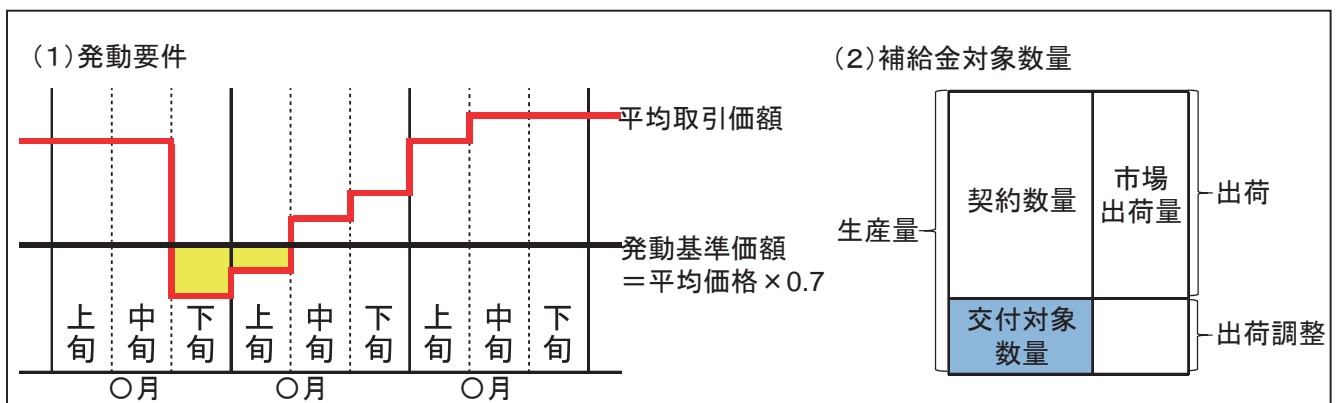 (1)発動要件
平均取引価額
発動基準価額
=平均価格×0.7
上旬 中旬 下旬 上旬 中旬 下旬 上旬 中旬 下旬
○月 ○月 ○月
(2)補給金対象数量
生産量
契約数量
市場
出荷量
出荷
交付対象
数量
出荷調整